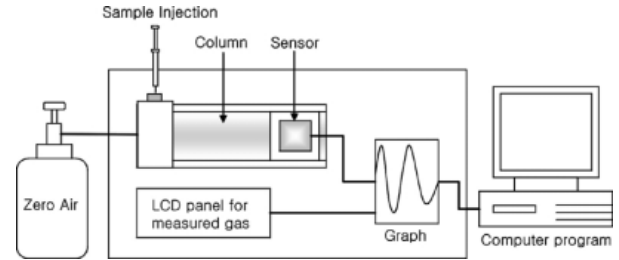 Sample Injection
Column
Sensor
Zero Air
LCD panel for
measured gas
Graph
Computer program